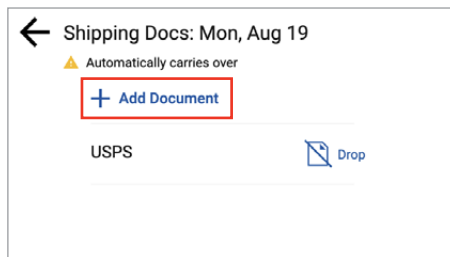 Shipping Docs: Mon, Aug 19
Automatically carries over
Add Document
USPS Drop